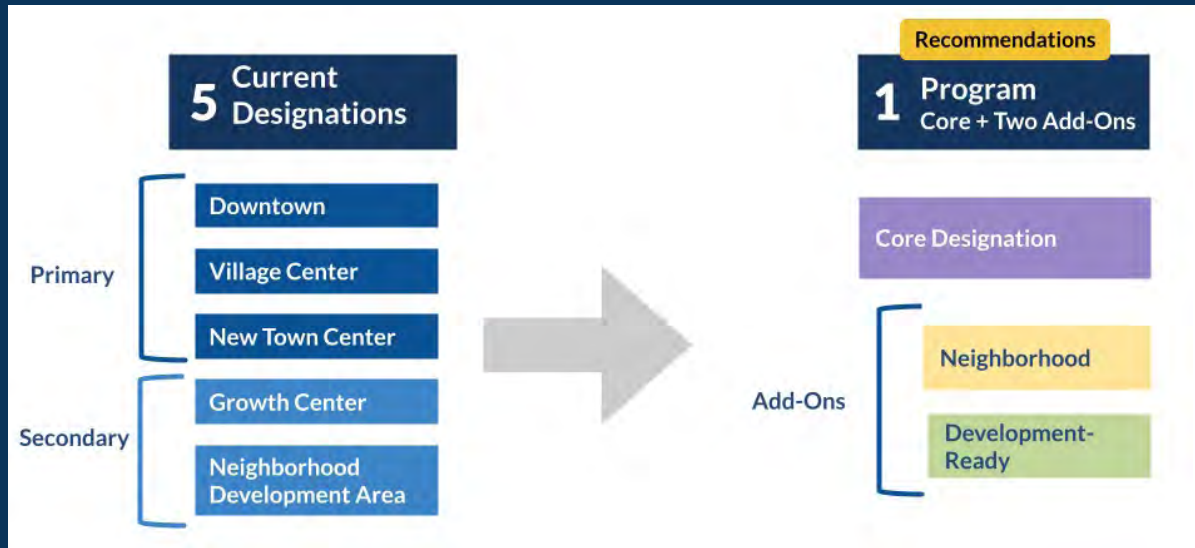 5 Current
Designations
Primary
Downtown
Village Center
New Town Center
Secondary
Growth Center
Neighborhood
Development Area
Recommendations
1 Program
Core + Two Add-Ons
Core Designation
Add-Ons
Neighborhood
Development-
Ready